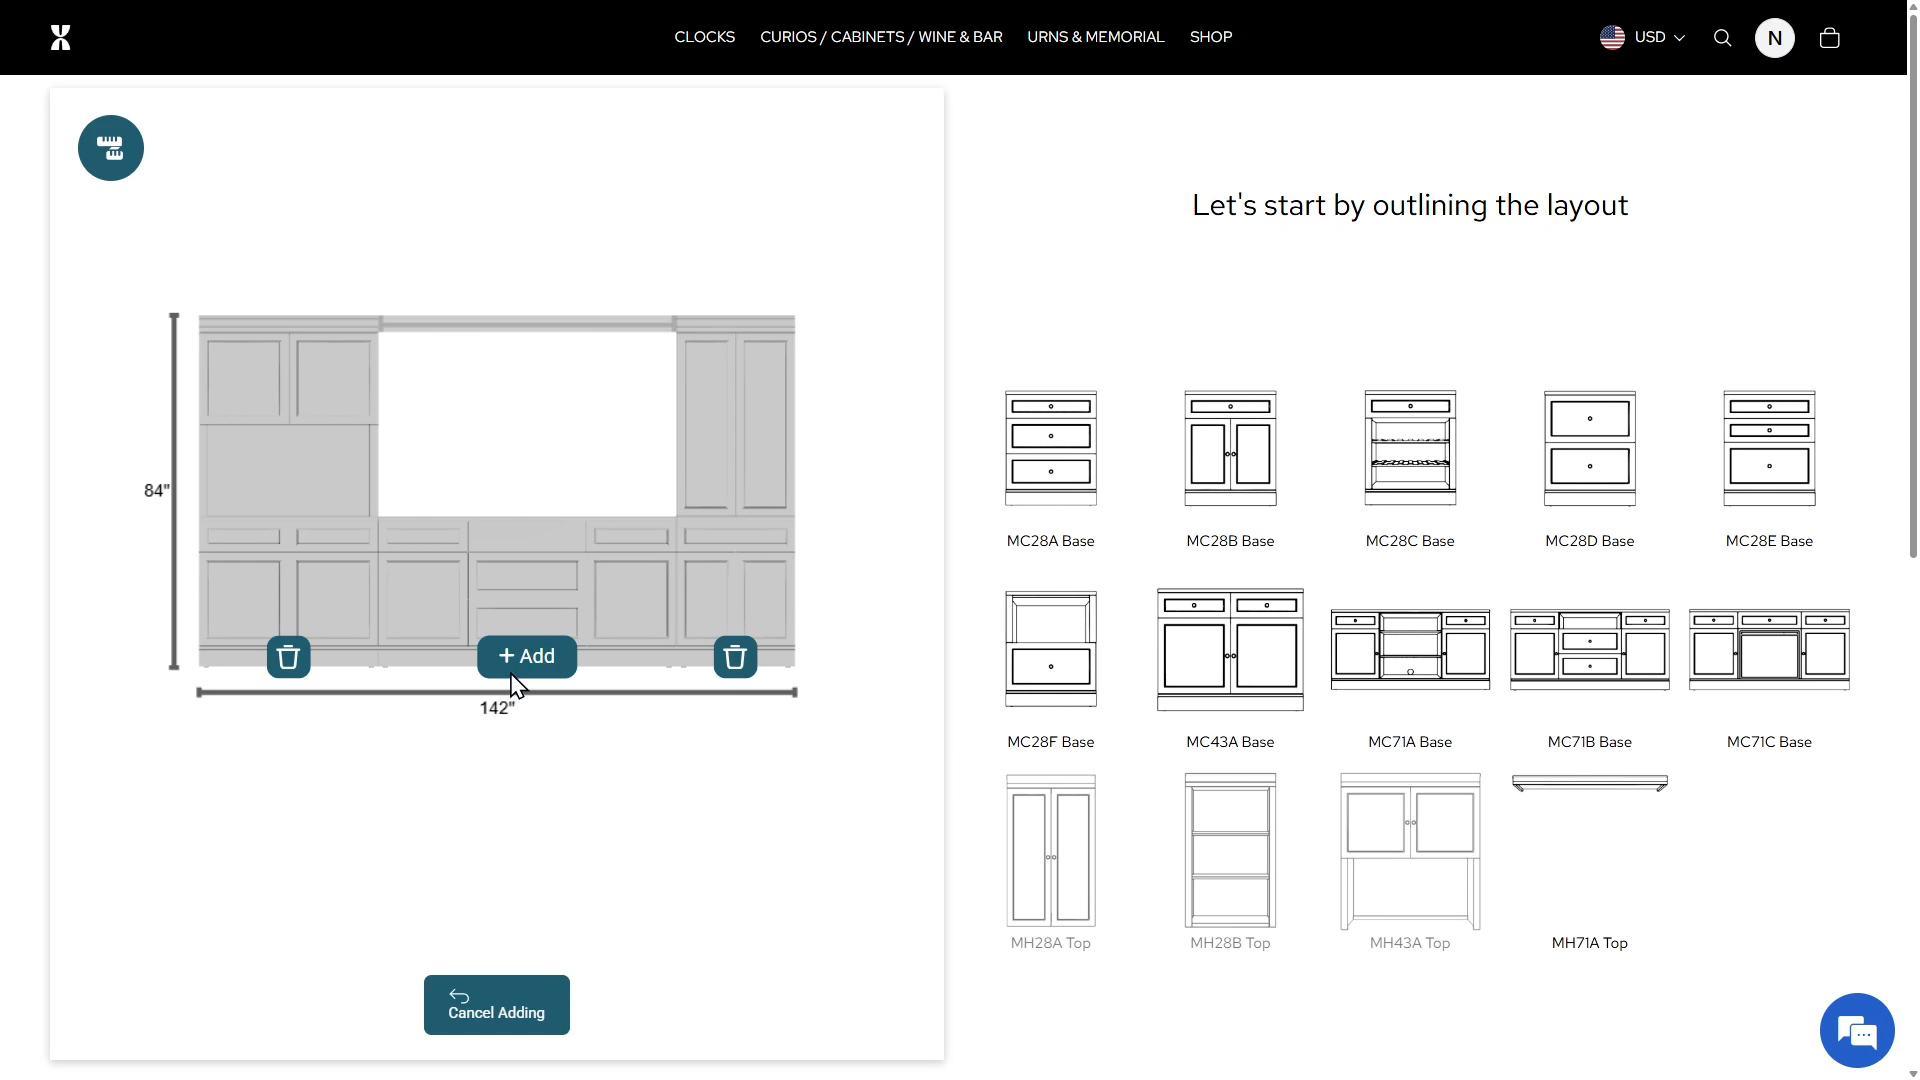 CLOCKS CURIOS / CABINETS / WINE & BAR URNS & MEMORIAL SHOP USD N
Let's start by outlining the layout
84"
+ Add
142"
Cancel Adding
MC28A Base MC28B Base MC28C Base MC28D Base MC28E Base
MC28F Base MC43A Base MC71A Base MC71B Base MC71C Base
MH28A Top MH28B Top MH43A Top MH71A Top